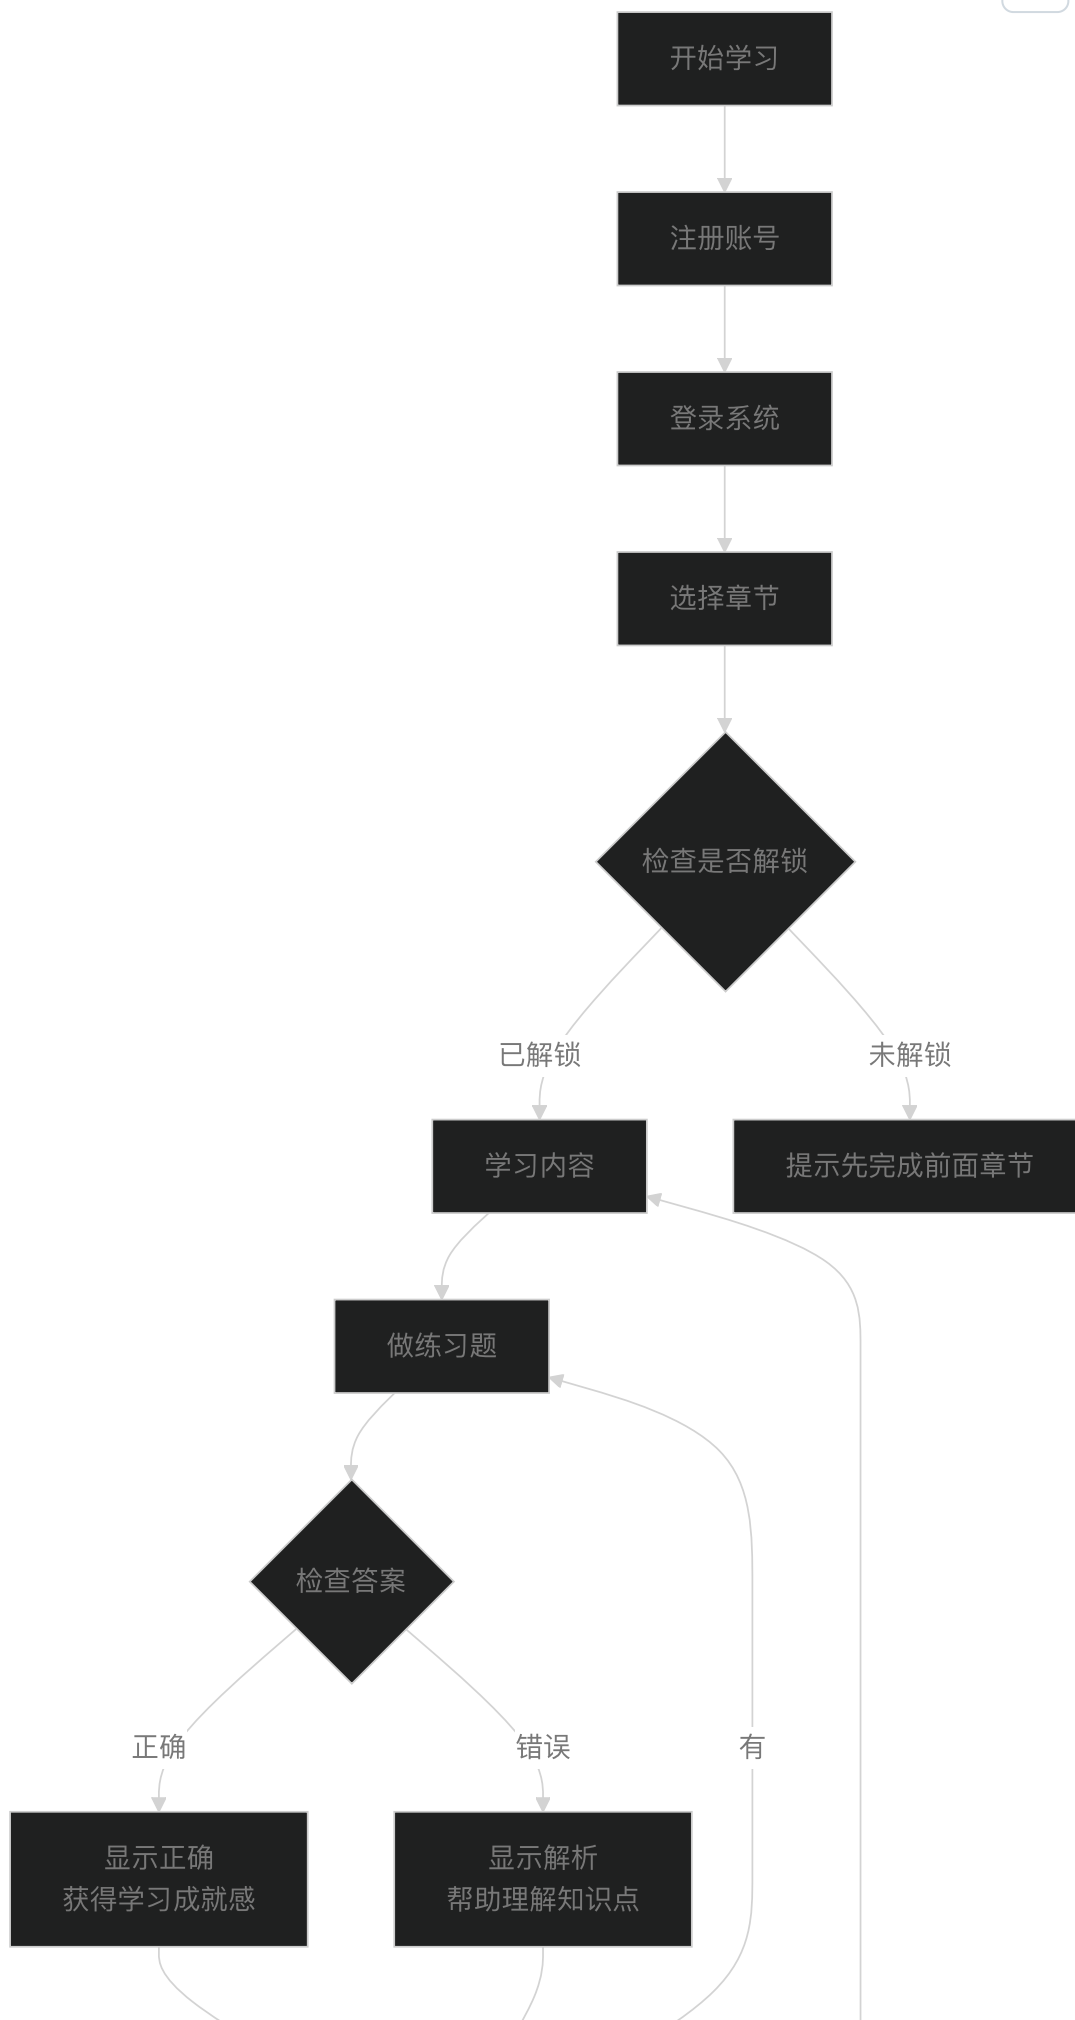 开始学习
注册账号
登录系统
选择章节
检查是否解锁
已解锁
未解锁
学习内容
提示先完成前面章节
做练习题
检查答案
正确
错误
有
显示正确
获得学习成就感
显示解析
帮助理解知识点